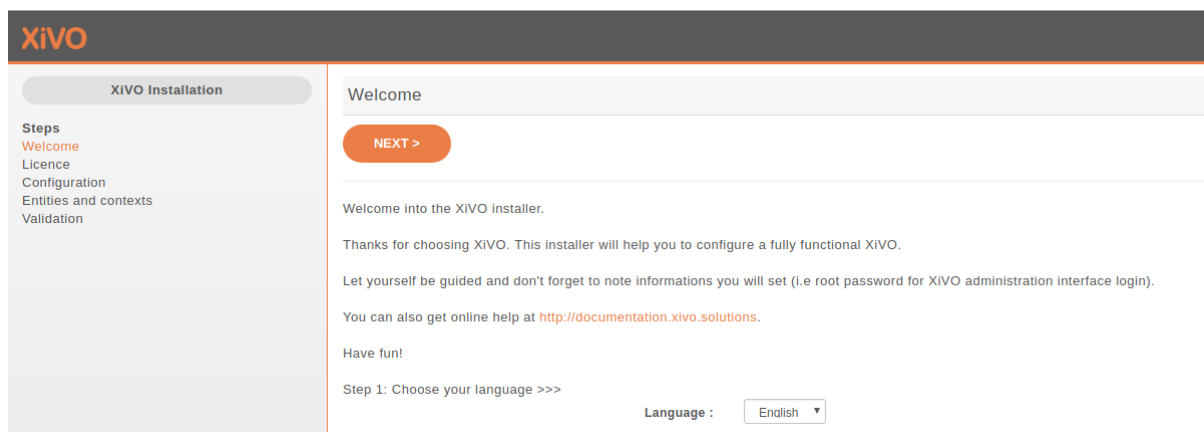 XiVO
XiVO Installation
Steps
Welcome
Licence
Configuration
Entities and contexts
Validation
Welcome
NEXT >
Welcome into the XiVO installer.
Thanks for choosing XiVO. This installer will help you to configure a fully functional XiVO.
Let yourself be guided and don't forget to note informations you will set (i.e root password for XiVO administration interface login).
You can also get online help at http://documentation.xivo.solutions.
Have fun!
Step 1: Choose your language >>>
Language : English